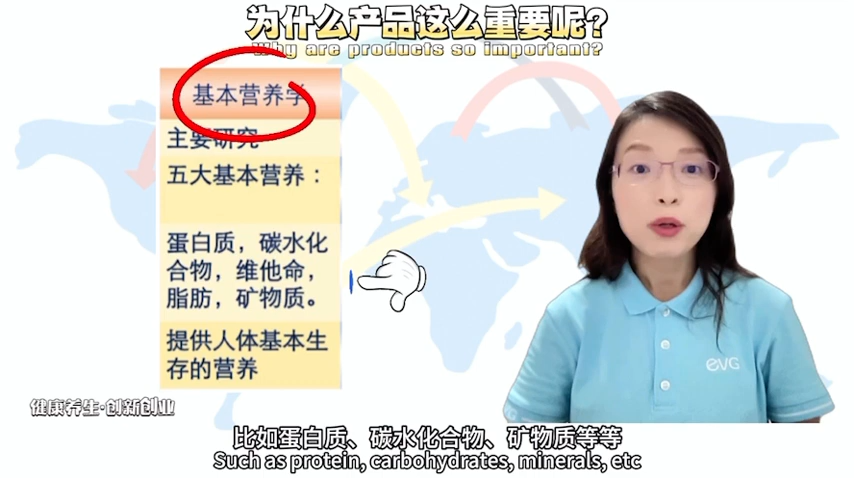 为什么产品这么重要呢?
Why are products so important?
基本营养学
主要研究
五大基本营养：
蛋白质，碳水化
合物，维他命，
脂肪，矿物质。
提供人体基本生
存的营养
EVG
健康养生·创新创业
比如蛋白质、碳水化合物、矿物质等等
Such as protein, carbohydrates, minerals, etc